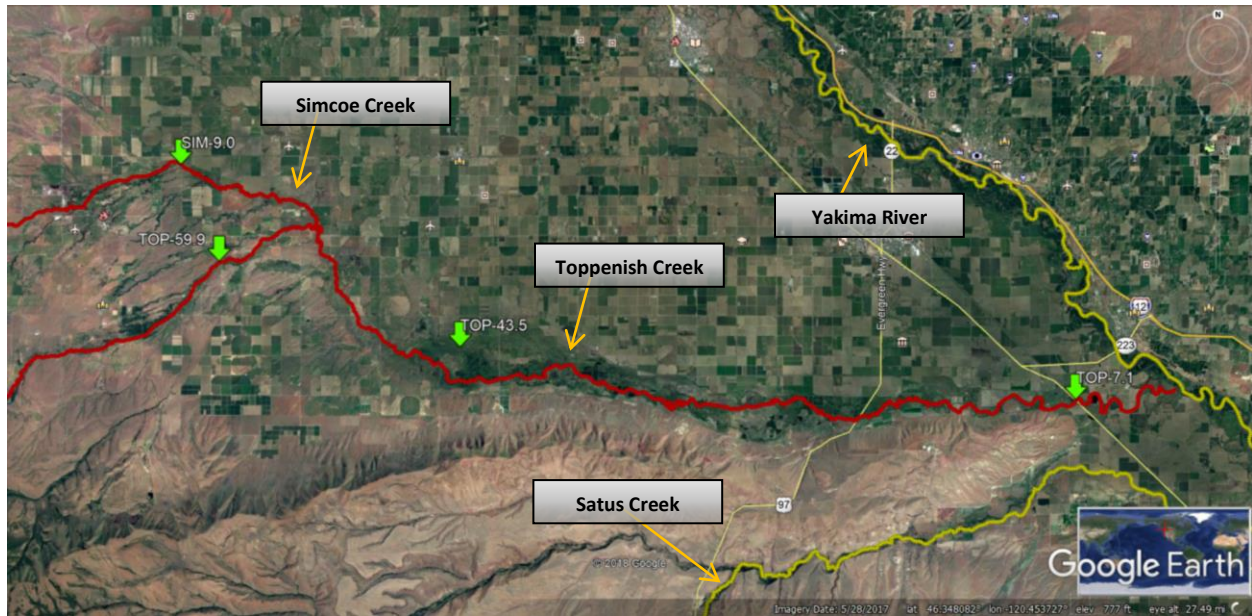 N
Simcoe Creek
SIM-9.0
22
Yakima River
TOP-59.9
Toppenish Creek
Evergreen Hwy
TOP-43.5
223
TOP-7.1
Satus Creek
97
© 2018 Google
Google Earth
Imagery Date: 5/28/2017 lat 46.348082° lon -120.453727° elev 777 ft eye alt 27.49 mi